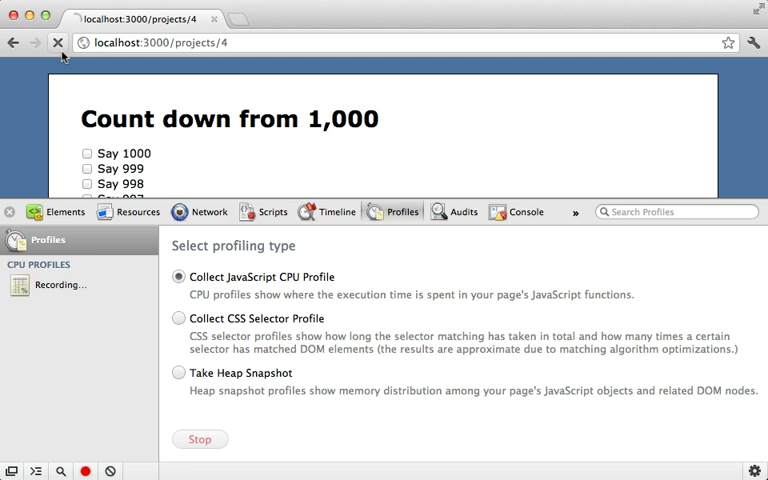 localhost:3000/projects/4
localhost:3000/projects/4
Count down from 1,000
Say 1000
Say 999
Say 998
Say 997
Elements Resources Network Scripts Timeline Profiles Audits Console » Search Profiles
Profiles
CPU PROFILES
Recording...
Select profiling type
Collect JavaScript CPU Profile
CPU profiles show where the execution time is spent in your page's JavaScript functions.
Collect CSS Selector Profile
CSS selector profiles show how long the selector matching has taken in total and how many times a certain
selector has matched DOM elements (the results are approximate due to matching algorithm optimizations.)
Take Heap Snapshot
Heap snapshot profiles show memory distribution among your page's JavaScript objects and related DOM nodes.
Stop